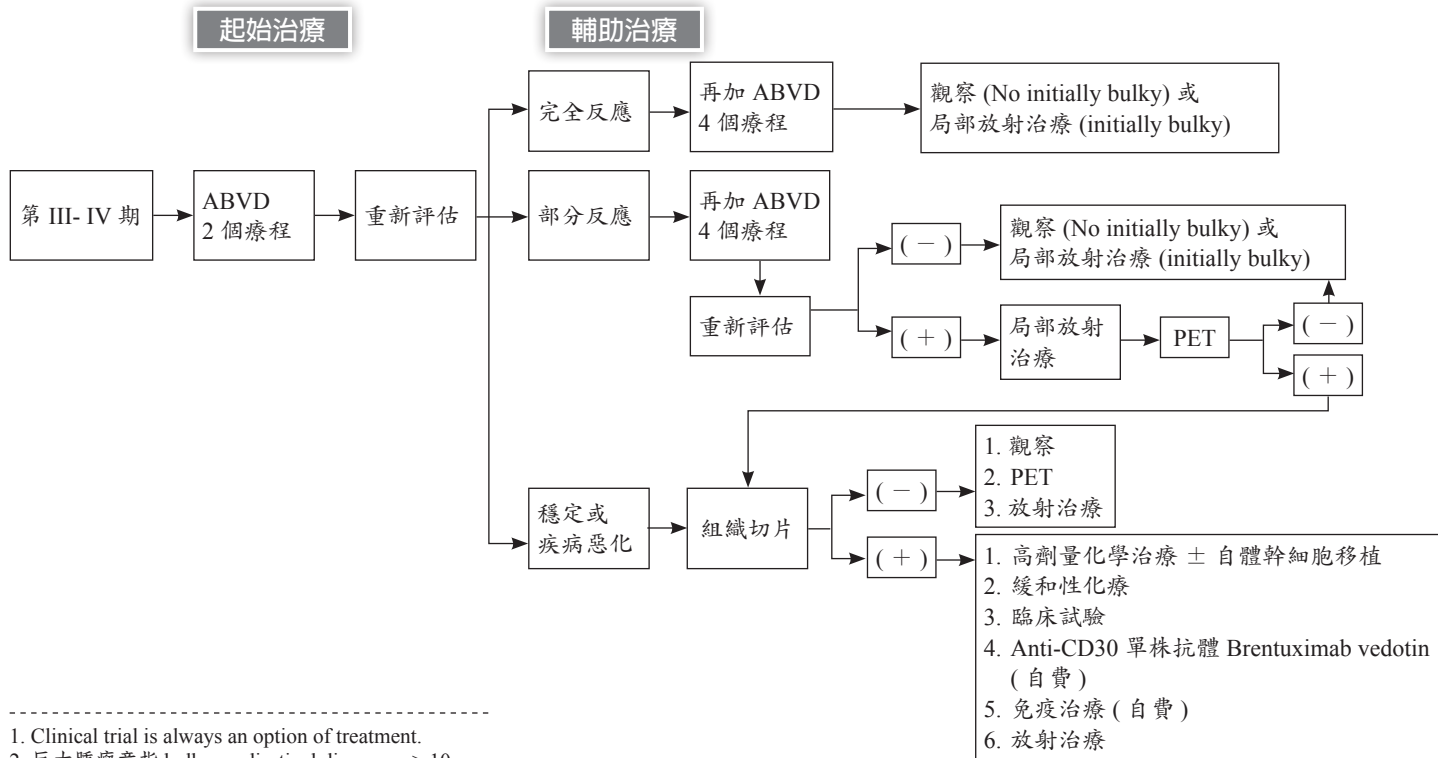 起始治療
輔助治療
完全反應
再加 ABVD
4 個療程
觀察 (No initially bulky) 或
局部放射治療 (initially bulky)
第 III- IV 期
ABVD
2 個療程
重新評估
部分反應
再加 ABVD
4 個療程
( － )
觀察 (No initially bulky) 或
局部放射治療 (initially bulky)
重新評估
( ＋ )
局部放射
治療
PET
( － )
( ＋ )
穩定或
疾病惡化
組織切片
( － )
1. 觀察
2. PET
3. 放射治療
( ＋ )
1. 高劑量化學治療 ± 自體幹細胞移植
2. 緩和性化療
3. 臨床試驗
4. Anti-CD30 單株抗體 Brentuximab vedotin
( 自費 )
5. 免疫治療 ( 自費 )
6. 放射治療
1. Clinical trial is always an option of treatment.